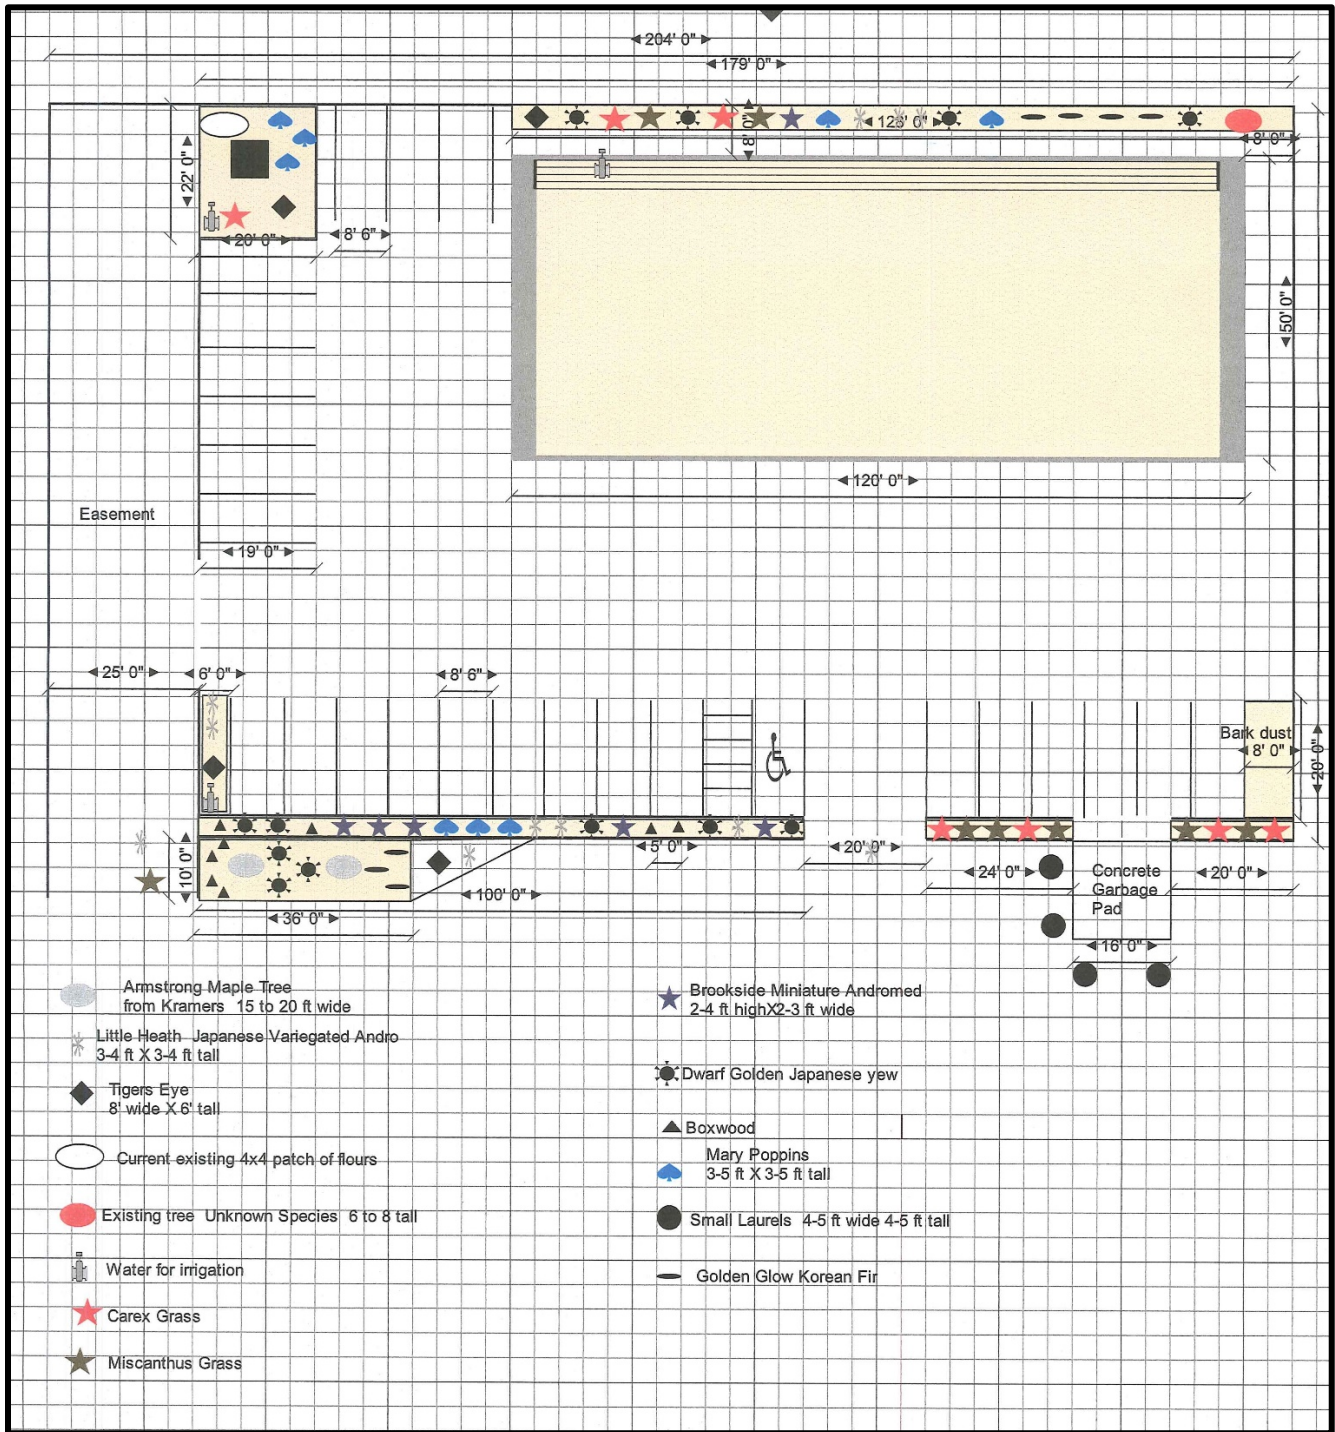 204' 0"
179' 0"
128' 0"
8' 0"
8' 0"
22' 0"
20' 0"
8' 6"
50' 0"
120' 0"
Easement
19' 0"
25' 0"
6' 0"
8' 6"
Bark dust
8' 0"
20' 0"
10' 0"
5' 0"
20' 0"
24' 0"
Concrete
Garbage
Pad
20' 0"
100' 0"
36' 0"
16' 0"
Armstrong Maple Tree
from Kramers 15 to 20 ft wide
Little Heath Japanese Variegated Andro
3-4 ft X 3-4 ft tall
Tigers Eye
8' wide X 6' tall
Current existing 4x4 patch of flours
Existing tree Unknown Species 6 to 8 tall
Water for irrigation
Carex Grass
Miscanthus Grass
Brookside Miniature Andromed
2-4 ft highX2-3 ft wide
Dwarf Golden Japanese yew
Boxwood
Mary Poppins
3-5 ft X 3-5 ft tall
Small Laurels 4-5 ft wide 4-5 ft tall
Golden Glow Korean Fir